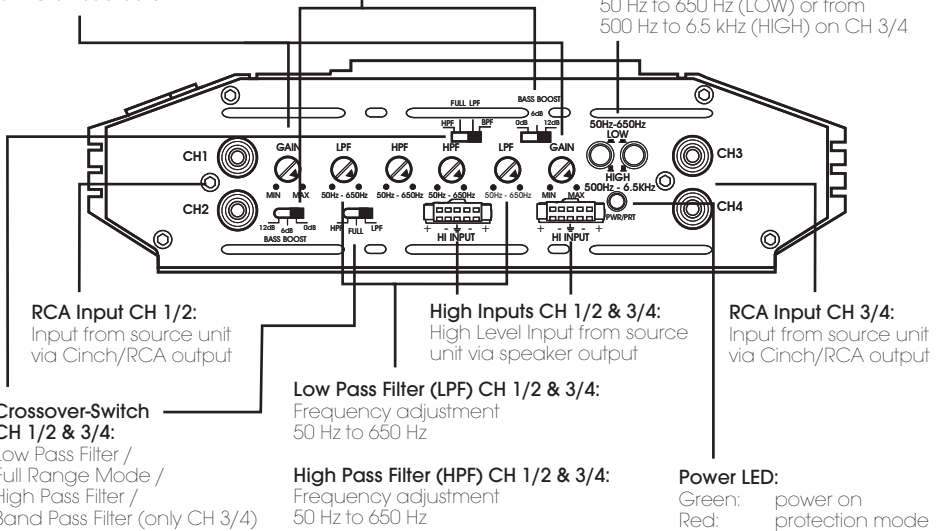 50 Hz to 650 Hz (LOW) or from
500 Hz to 6.5 kHz (HIGH) on CH 3/4
FULL LPF
HPF BPF
BASS BOOST
6dB
0dB 12dB
50Hz-650Hz
LOW
CH1
GAIN LPF HPF HPF LPF GAIN
CH3
HIGH
500Hz - 6.5KHz
MIN MAX 50Hz - 650Hz 50Hz - 650Hz 50Hz - 650Hz 50Hz - 650Hz MIN MAX
CH2
12dB 6dB 0dB
BASS BOOST
HPF FULL LPF
+ - - +
HI INPUT
+ - - +
HI INPUT
PWR/PRT
CH4
RCA Input CH 1/2:
Input from source unit
via Cinch/RCA output
High Inputs CH 1/2 & 3/4:
High Level Input from source
unit via speaker output
RCA Input CH 3/4:
Input from source unit
via Cinch/RCA output
Crossover-Switch
CH 1/2 & 3/4:
Low Pass Filter /
Full Range Mode /
High Pass Filter /
Band Pass Filter (only CH 3/4)
Low Pass Filter (LPF) CH 1/2 & 3/4:
Frequency adjustment
50 Hz to 650 Hz
High Pass Filter (HPF) CH 1/2 & 3/4:
Frequency adjustment
50 Hz to 650 Hz
Power LED:
Green: power on
Red: protection mode